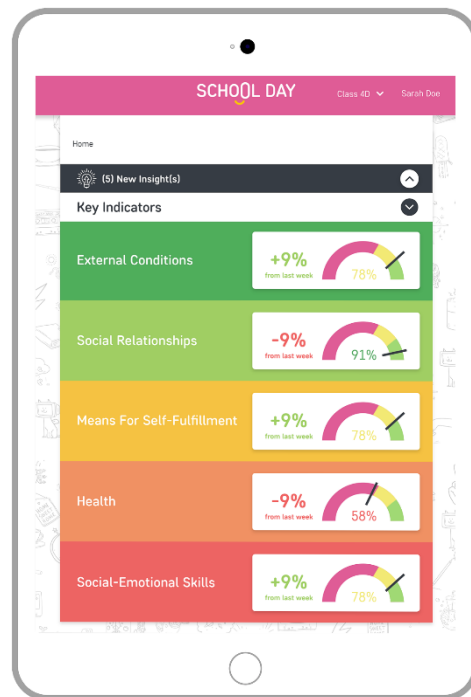 SCHOOL DAY
Class 4D
Sarah Doe
Home
(5) New Insight(s)
Key Indicators
External Conditions
+9%
from last week
78%
Social Relationships
-9%
from last week
91%
Means For Self-Fulfillment
+9%
from last week
78%
Health
-9%
from last week
58%
Social-Emotional Skills
+9%
from last week
78%